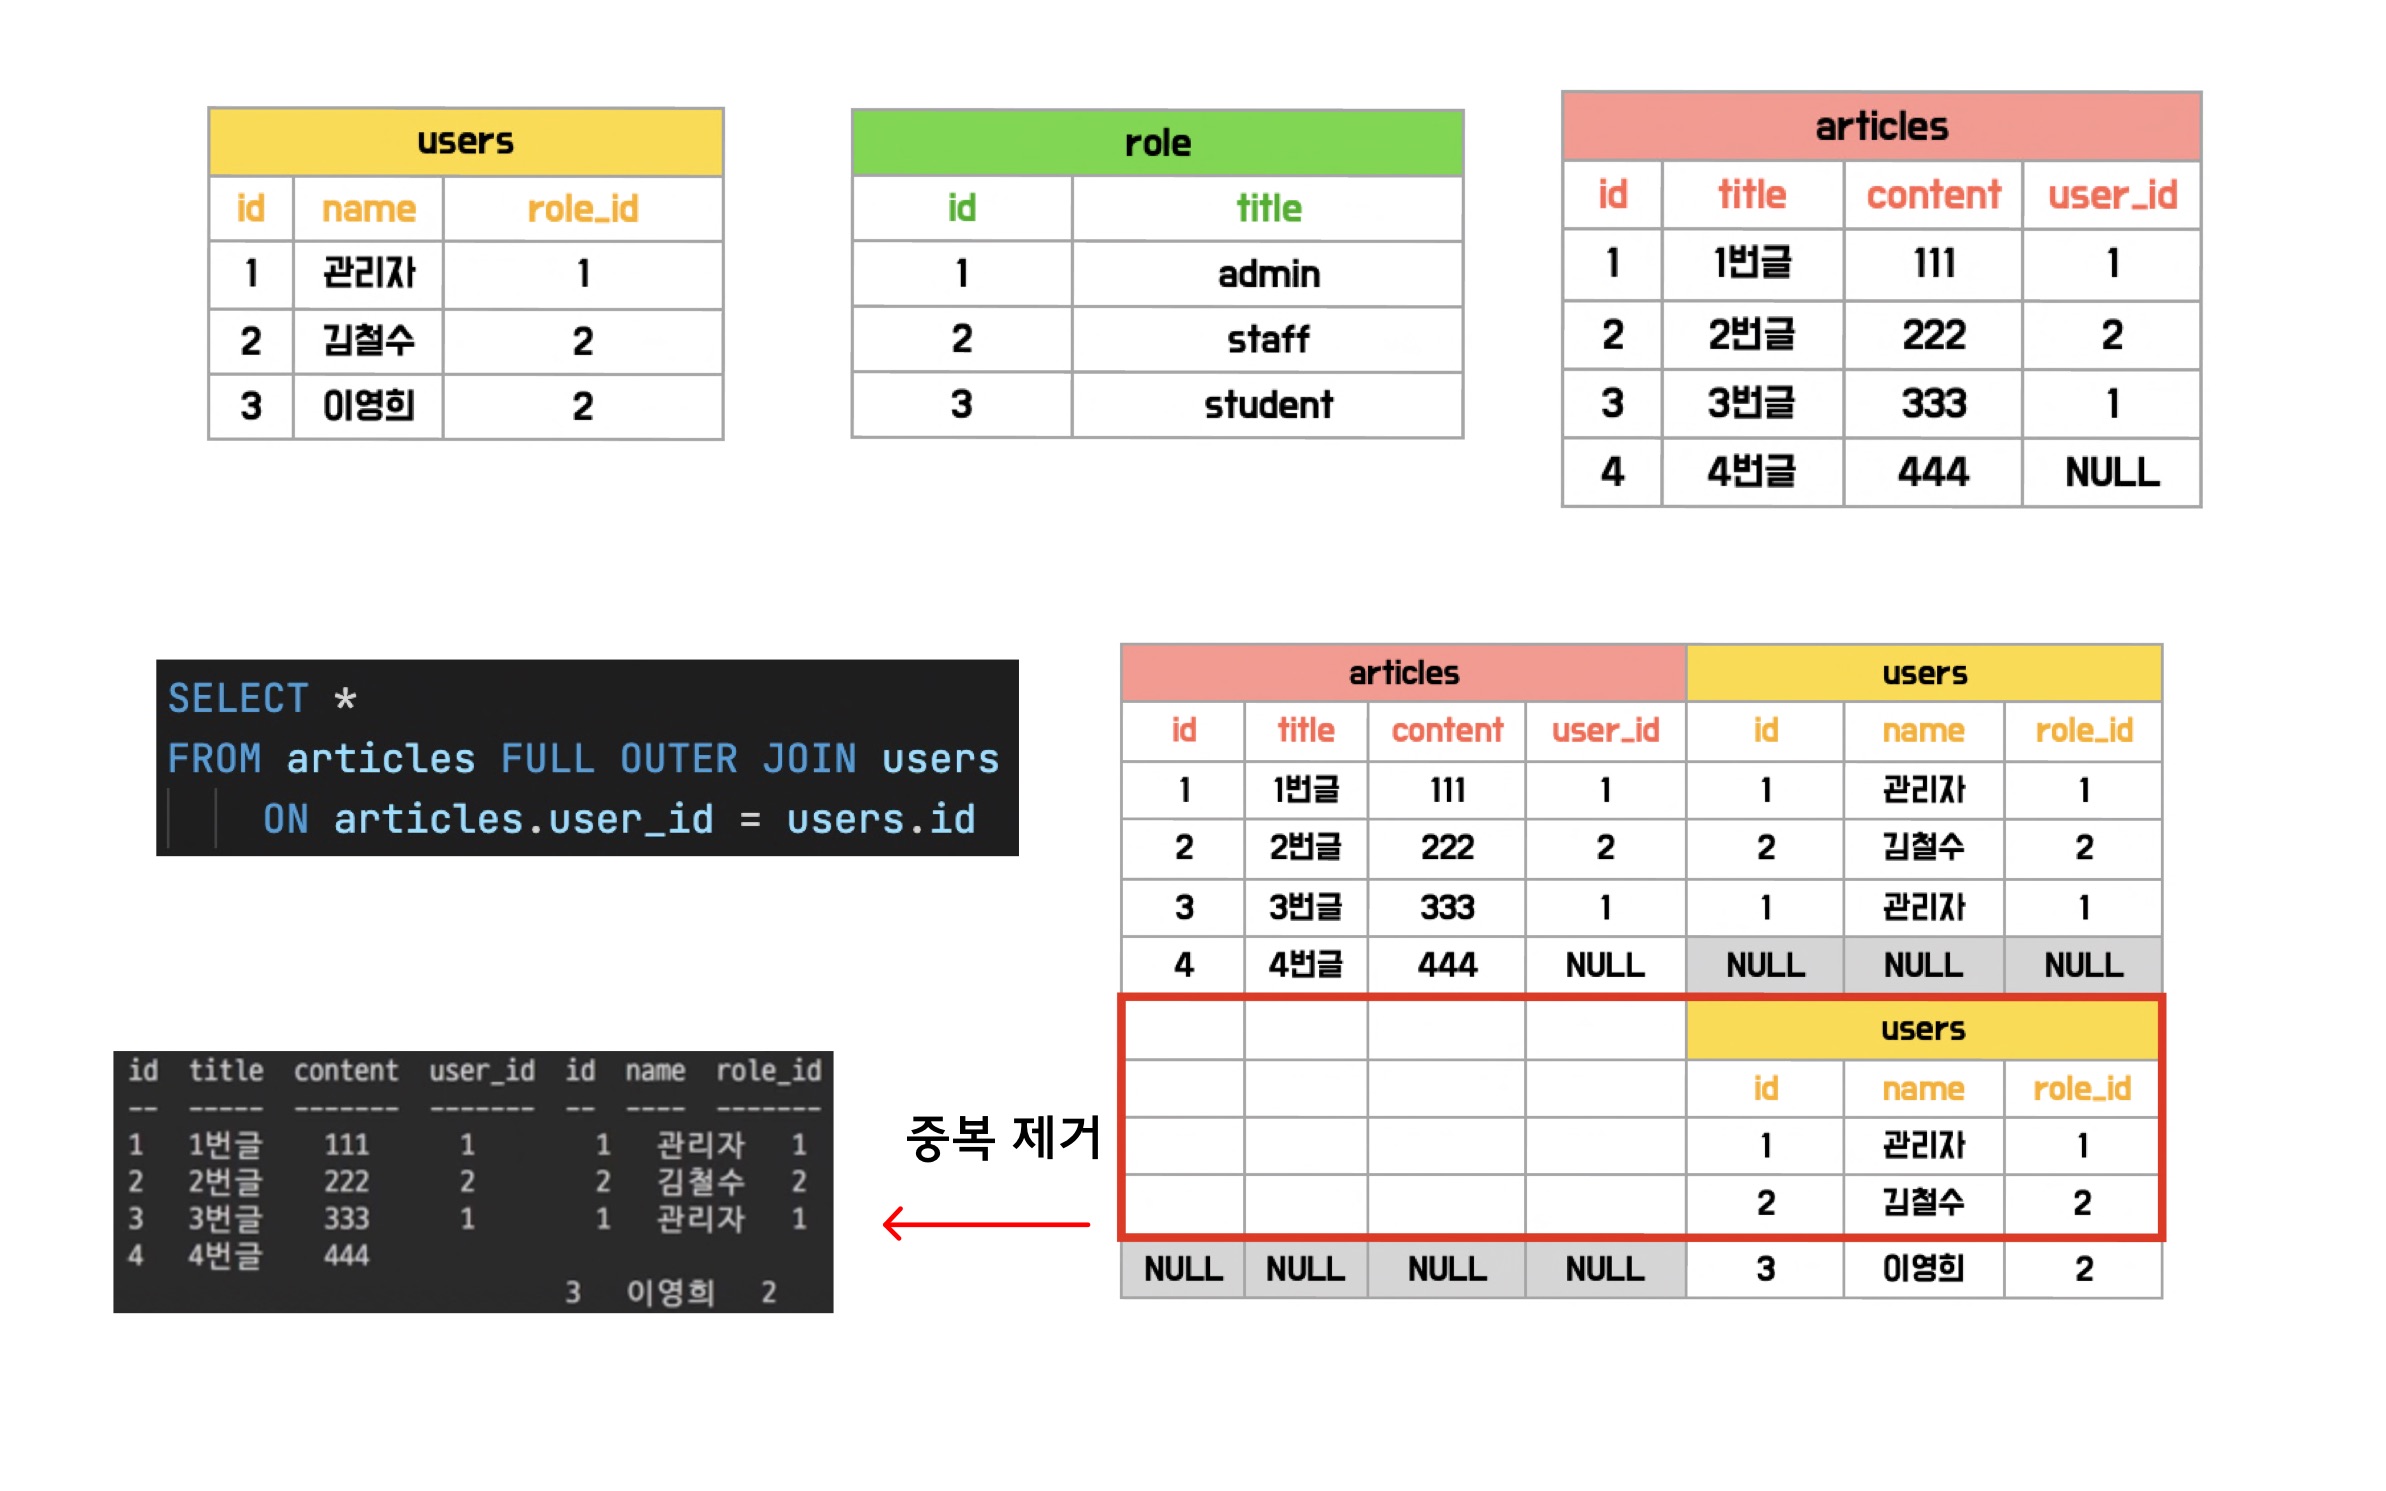 users
id name role_id
1 관리자 1
2 김철수 2
3 이영희 2
role
id title
1 admin
2 staff
3 student
articles
id title content user_id
1 1번글 111 1
2 2번글 222 2
3 3번글 333 1
4 4번글 444 NULL
SELECT *
FROM articles FULL OUTER JOIN users
ON articles.user_id = users.id
articles users
id title content user_id id name role_id
1 1번글 111 1 1 관리자 1
2 2번글 222 2 2 김철수 2
3 3번글 333 1 1 관리자 1
4 4번글 444 NULL NULL NULL NULL
users
id name role_id
1 관리자 1
2 김철수 2
NULL NULL NULL NULL 3 이영희 2
중복 제거
id title content user_id id name role_id
-- ----- ------- ------- -- ---- -------
1 1번글 111 1 1 관리자 1
2 2번글 222 2 2 김철수 2
3 3번글 333 1 1 관리자 1
4 4번글 444
3 이영희 2